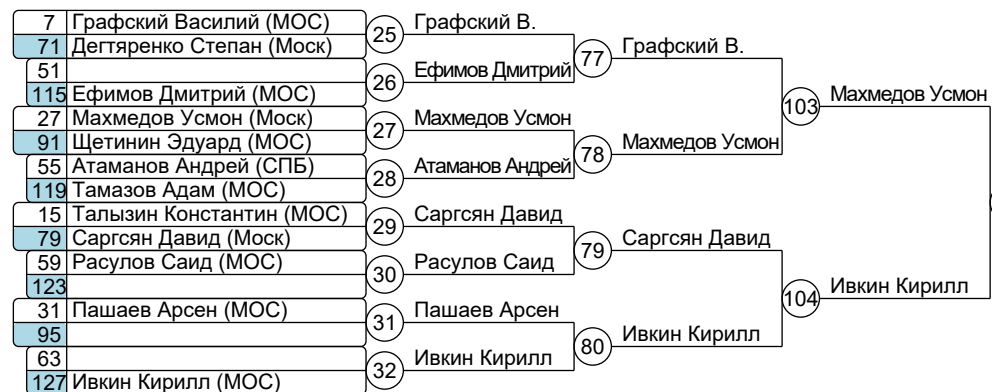 7 Графский Василий (МОС)
71 Дегтяренко Степан (Моск)
51
115 Ефимов Дмитрий (МОС)
27 Махмедов Усмон (Моск)
91 Щетинин Эдуард (МОС)
55 Атаманов Андрей (СПБ)
119 Тамазов Адам (МОС)
15 Талызин Константин (МОС)
79 Саргсян Давид (Моск)
59 Расулов Саид (МОС)
123
31 Пашаев Арсен (МОС)
95
63
127 Ивкин Кирилл (МОС)
25 Графский В.
26 Ефимов Дмитрий
27 Махмедов Усмон
28 Атаманов Андрей
29 Саргсян Давид
30 Расулов Саид
31 Пашаев Арсен
32 Ивкин Кирилл
77 Графский В.
78 Махмедов Усмон
79 Саргсян Давид
80 Ивкин Кирилл
103 Махмедов Усмон
104 Ивкин Кирилл